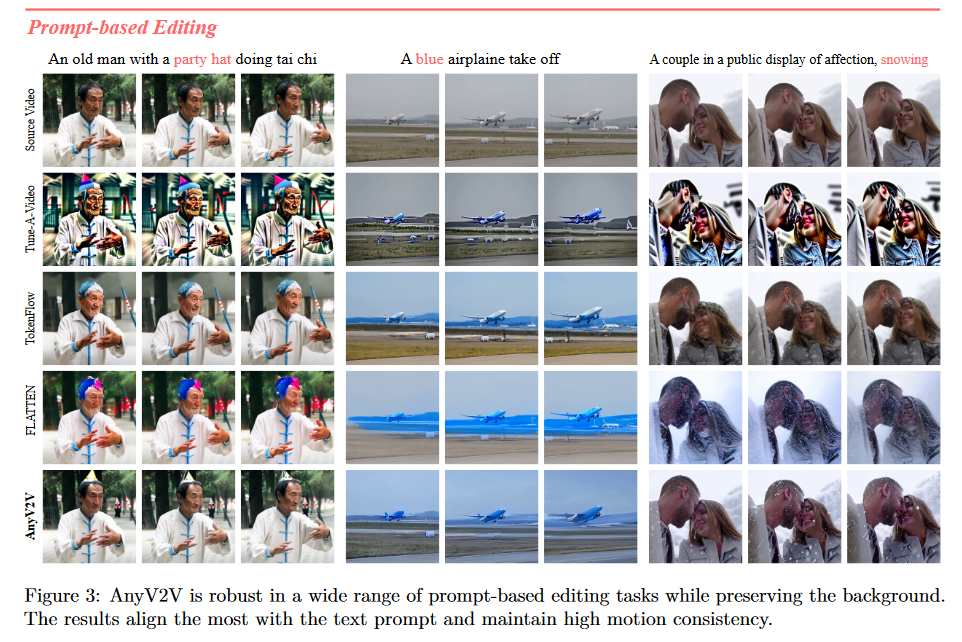 Prompt-based Editing
An old man with a party hat doing tai chi
A blue airplaine take off
A couple in a public display of affection, snowing
Source Video
Tune-A-Video
TokenFlow
FLATTEN
AnyV2V
Figure 3: AnyV2V is robust in a wide range of prompt-based editing tasks while preserving the background.
The results align the most with the text prompt and maintain high motion consistency.